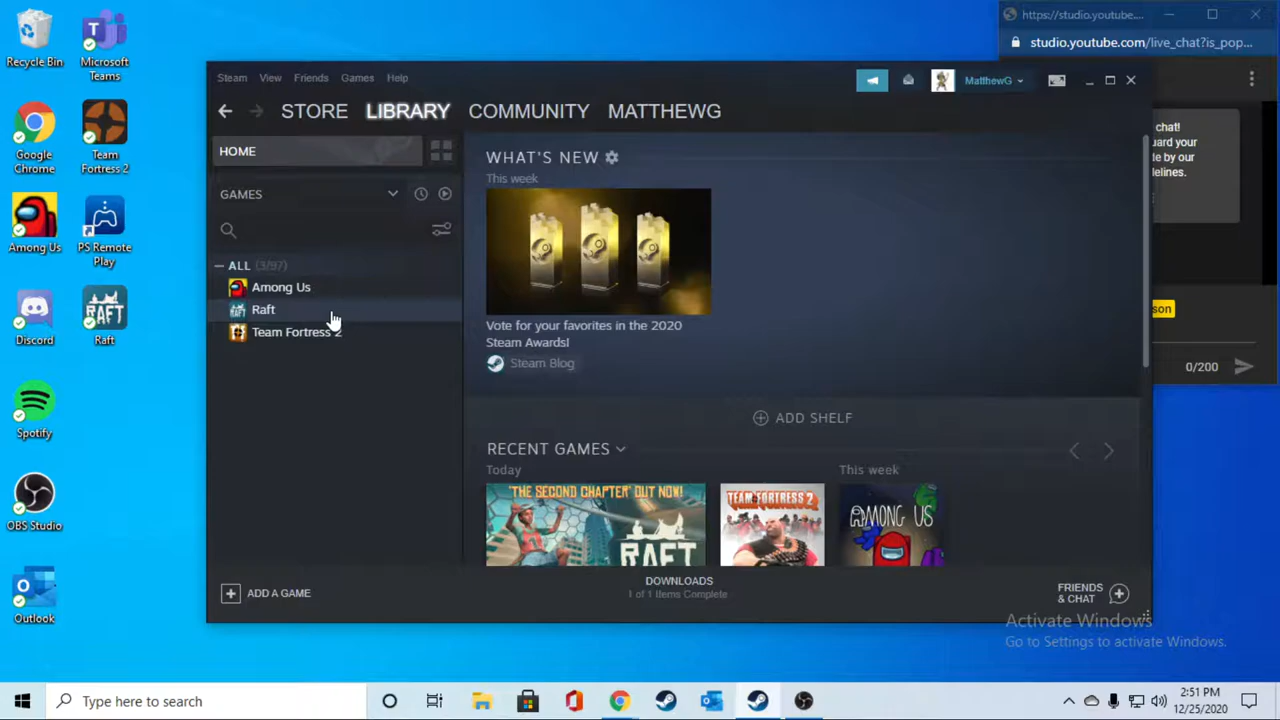 Recycle Bin
Microsoft Teams
Google Chrome
Team Fortress 2
Among Us
PS Remote Play
Discord
Raft
Spotify
OBS Studio
Outlook
Steam View Friends Games Help
MatthewG
STORE LIBRARY COMMUNITY MATTHEWG
HOME
GAMES
ALL (3/97)
Among Us
Raft
Team Fortress 2
ADD A GAME
WHAT'S NEW
This week
Vote for your favorites in the 2020
Steam Awards!
Steam Blog
ADD SHELF
RECENT GAMES
Today
This week
"THE SECOND CHAPTER" OUT NOW!
RAFT
TEAM FORTRESS 2
AMONG US
DOWNLOADS
1 of 1 Items Complete
FRIENDS
& CHAT
https://studio.youtube....
studio.youtube.com/live_chat?is_pop...
chat!
uard your
e by our
lelines.
son
0/200
Activate Windows
Go to Settings to activate Windows.
Type here to search
2:51 PM
12/25/2020